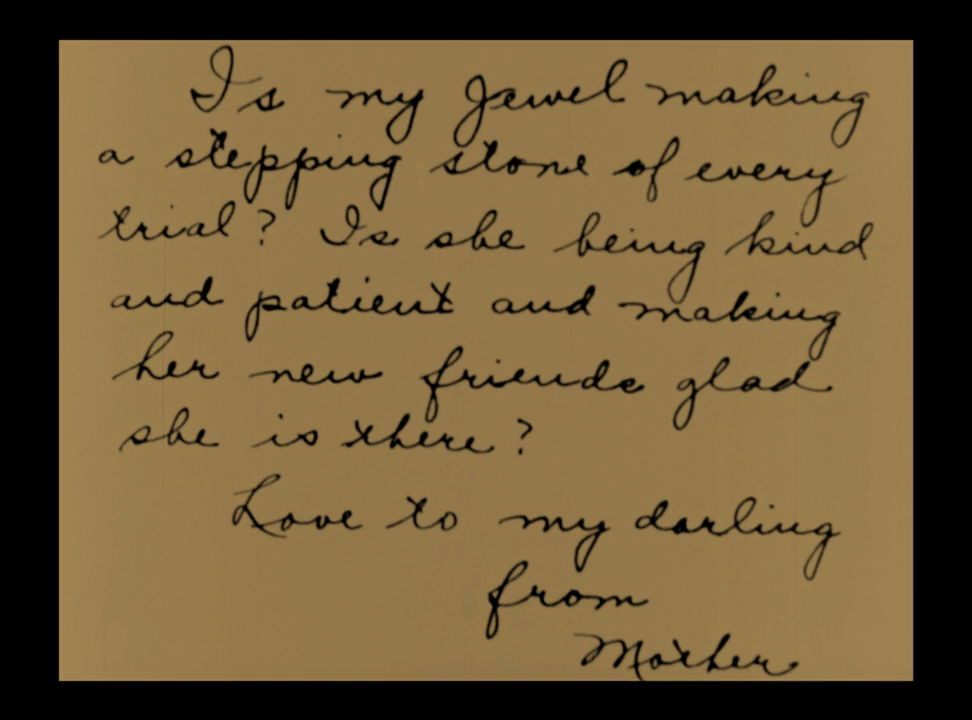 Is my Jewel making
a stepping stone of every
trial? Is she being kind
and patient and making
her new friends glad
she is there?
Love to my darling
from
Mother